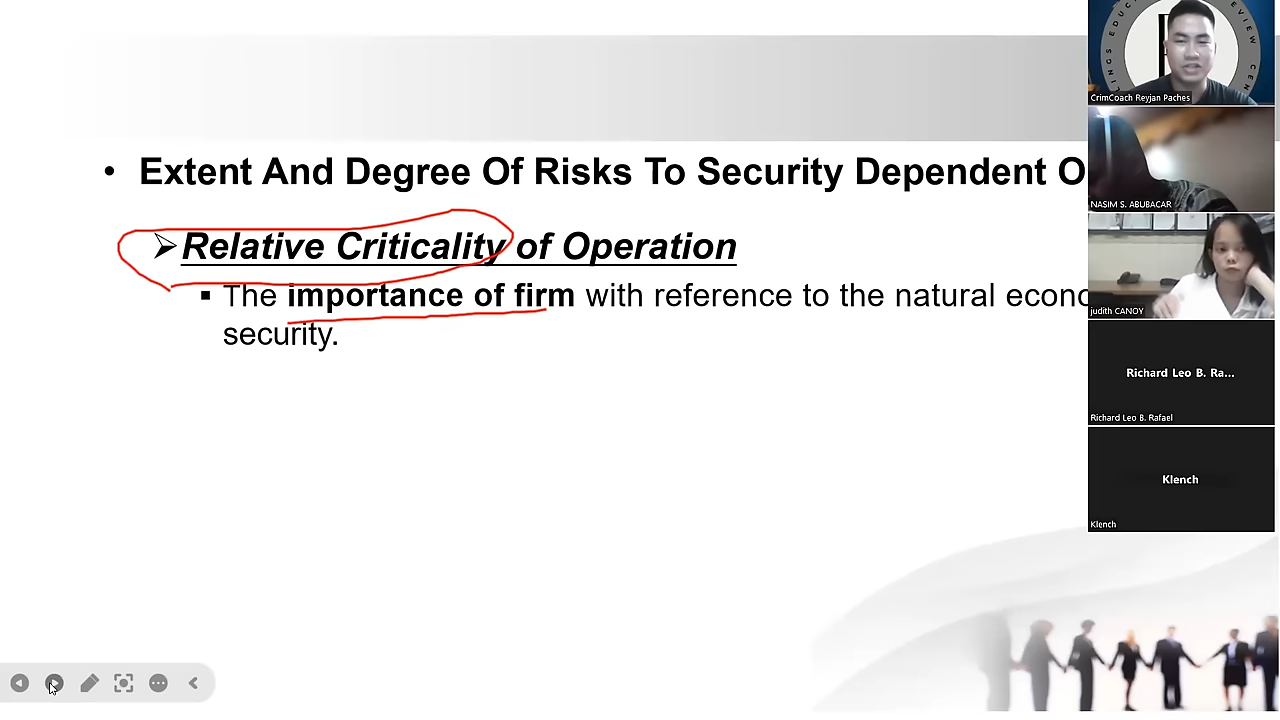 • Extent And Degree Of Risks To Security Dependent O
➢Relative Criticality of Operation
▪ The importance of firm with reference to the natural econo
security.
CrimCoach Reyjan Paches
NASIM S. ABUBACAR
judith CANOY
Richard Leo B. Ra...
Richard Leo B. Rafael
Klench
Klench